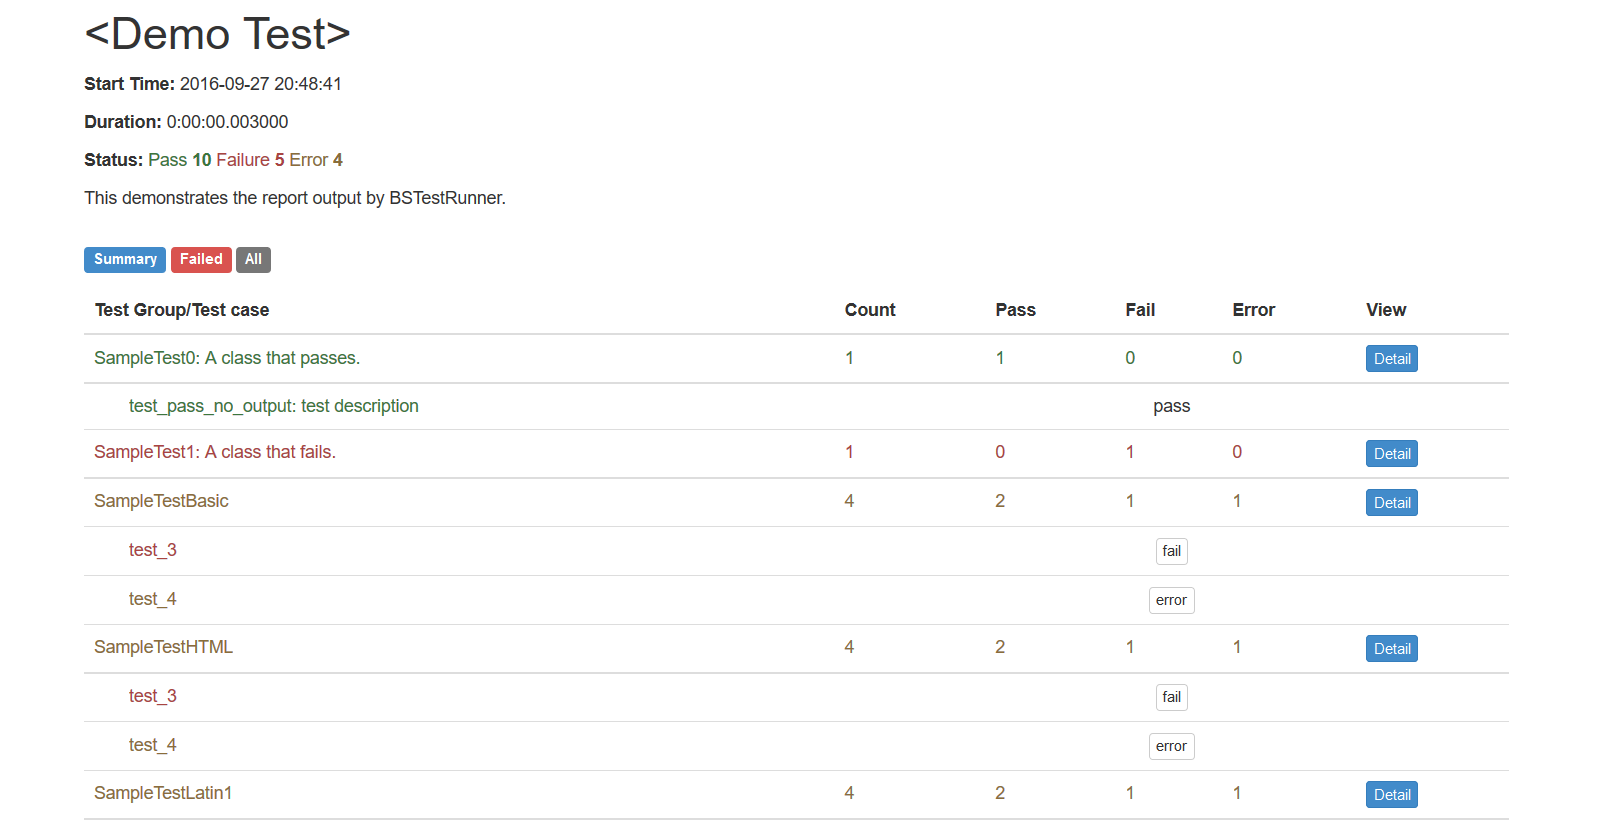 <Demo Test>
Start Time: 2016-09-27 20:48:41
Duration: 0:00:00.003000
Status: Pass 10 Failure 5 Error 4
This demonstrates the report output by BSTestRunner.
Summary Failed All
Test Group/Test case Count Pass Fail Error View
SampleTest0: A class that passes. 1 1 0 0 Detail
test_pass_no_output: test description pass
SampleTest1: A class that fails. 1 0 1 0 Detail
SampleTestBasic 4 2 1 1 Detail
test_3 fail
test_4 error
SampleTestHTML 4 2 1 1 Detail
test_3 fail
test_4 error
SampleTestLatin1 4 2 1 1 Detail